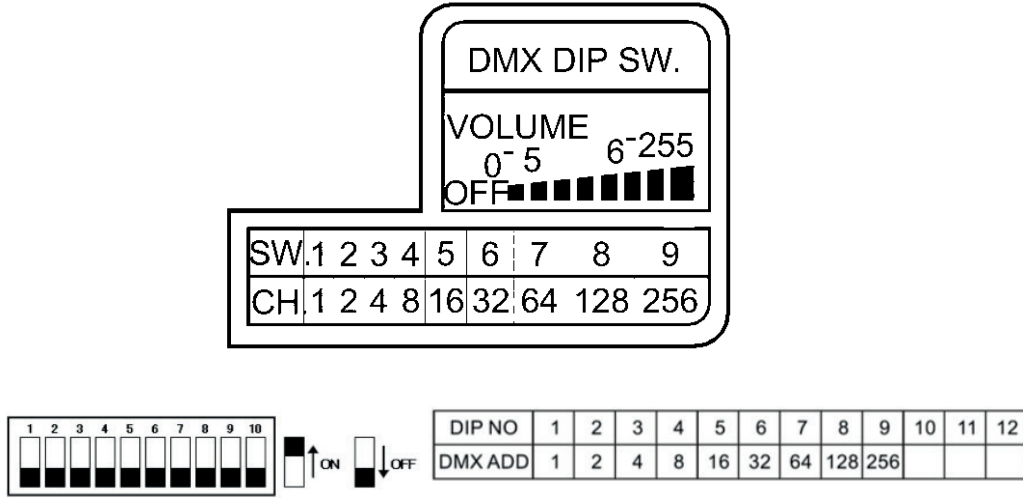 DMX DIP SW.
VOLUME
0-5 6-255
OFF
SW. 1 2 3 4 5 6 7 8 9
CH. 1 2 4 8 16 32 64 128 256
1 2 3 4 5 6 7 8 9 10
ON OFF
DIP NO 1 2 3 4 5 6 7 8 9 10 11 12
DMX ADD 1 2 4 8 16 32 64 128 256